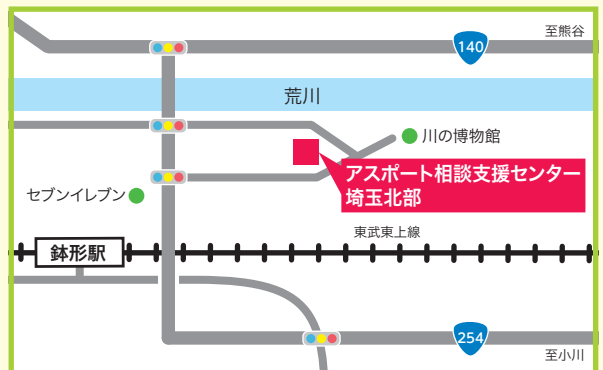 至熊谷
140
荒川
川の博物館
アスポート相談支援センター
埼玉北部
セブンイレブン
東武東上線
鉢形駅
254
至小川